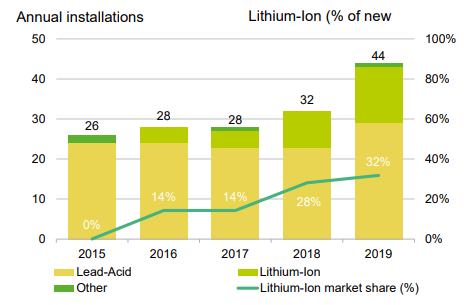 Annual installations Lithium-Ion (% of new
50 100%
44
40 80%
32
30 26 28 28 60%
20 32% 40%
10 14% 14% 28% 20%
0% 
0 0%
2015 2016 2017 2018 2019
Lead-Acid Lithium-Ion
Other Lithium-Ion market share (%)